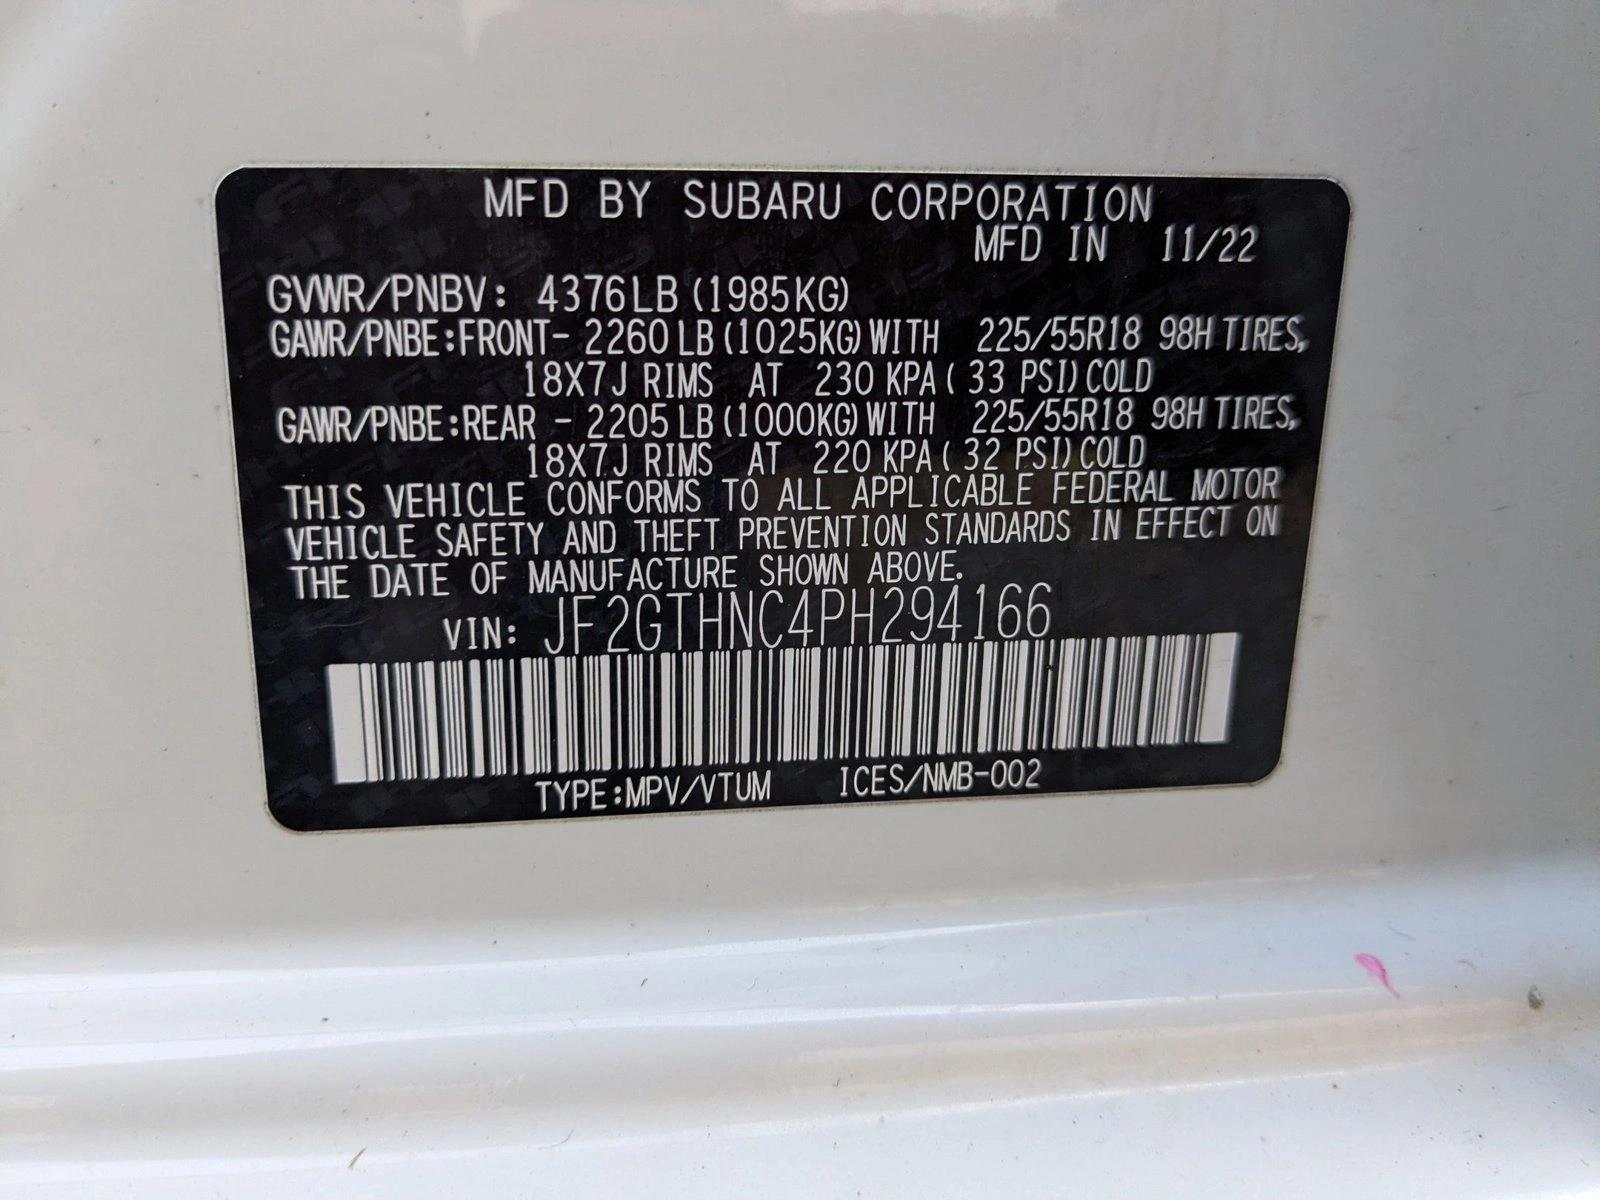 MFD BY SUBARU CORPORATION
MFD IN 11/22
GVWR/PNBV: 4376LB (1985KG)
GAWR/PNBE:FRONT- 2260 LB (1025KG) WITH 225/55R18 98H TIRES,
18X7J RIMS AT 230 KPA ( 33 PSI) COLD
GAWR/PNBE:REAR - 2205 LB (1000KG) WITH 225/55R18 98H TIRES,
18X7J RIMS AT 220 KPA ( 32 PSI) COLD
THIS VEHICLE CONFORMS TO ALL APPLICABLE FEDERAL MOTOR
VEHICLE SAFETY AND THEFT PREVENTION STANDARDS IN EFFECT ON
THE DATE OF MANUFACTURE SHOWN ABOVE.
VIN: JF2GTHNC4PH294166
TYPE:MPV/VTUM ICES/NMB-002